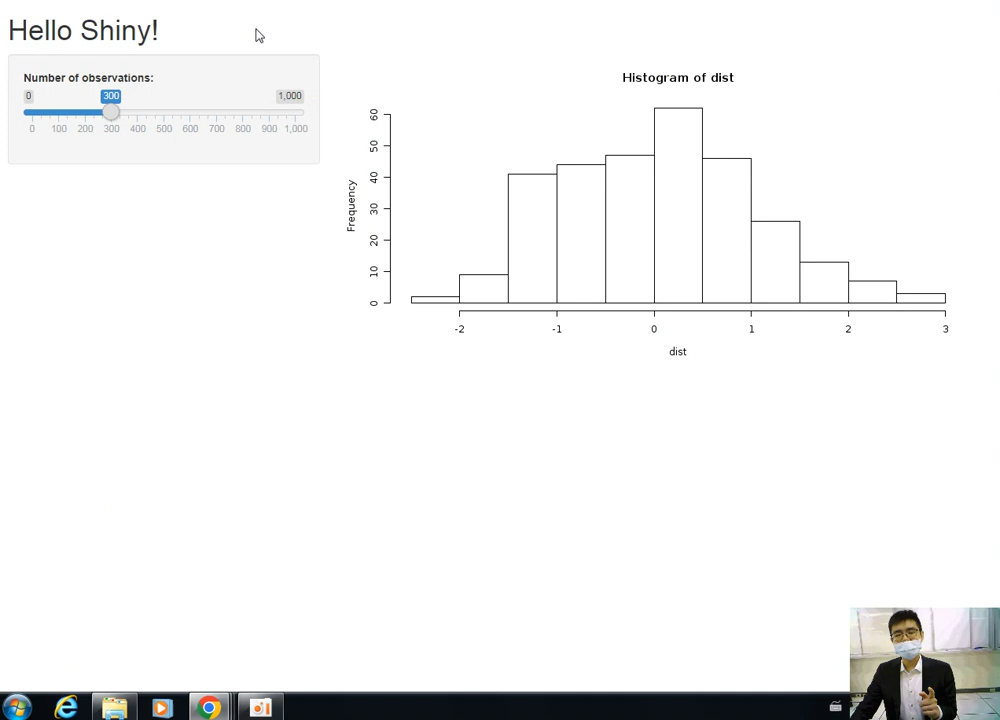 Hello Shiny!
Number of observations:
0 300 1,000
0 100 200 300 400 500 600 700 800 900 1,000
Histogram of dist
Frequency
60
50
40
30
20
10
0
-2 -1 0 1 2 3
dist